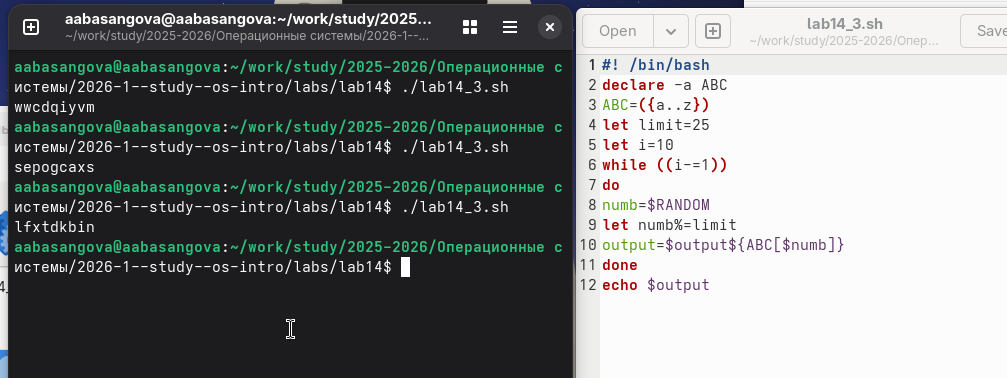 aabasangova@aabasangova:~/work/study/2025...
~/work/study/2025-2026/Операционные системы/2026-1--...
aabasangova@aabasangova:~/work/study/2025-2026/Операционные с
истемы/2026-1--study--os-intro/labs/lab14$ ./lab14_3.sh
wwcdqiyvm
aabasangova@aabasangova:~/work/study/2025-2026/Операционные с
истемы/2026-1--study--os-intro/labs/lab14$ ./lab14_3.sh
sepogcaxs
aabasangova@aabasangova:~/work/study/2025-2026/Операционные с
истемы/2026-1--study--os-intro/labs/lab14$ ./lab14_3.sh
lfxtdkbin
aabasangova@aabasangova:~/work/study/2025-2026/Операционные с
истемы/2026-1--study--os-intro/labs/lab14$
Open
lab14_3.sh
~/work/study/2025-2026/Опер...
Save
1 #! /bin/bash
2 declare -a ABC
3 ABC=({a..z})
4 let limit=25
5 let i=10
6 while ((i-=1))
7 do
8 numb=$RANDOM
9 let numb%=limit
10 output=$output${ABC[$numb]}
11 done
12 echo $output